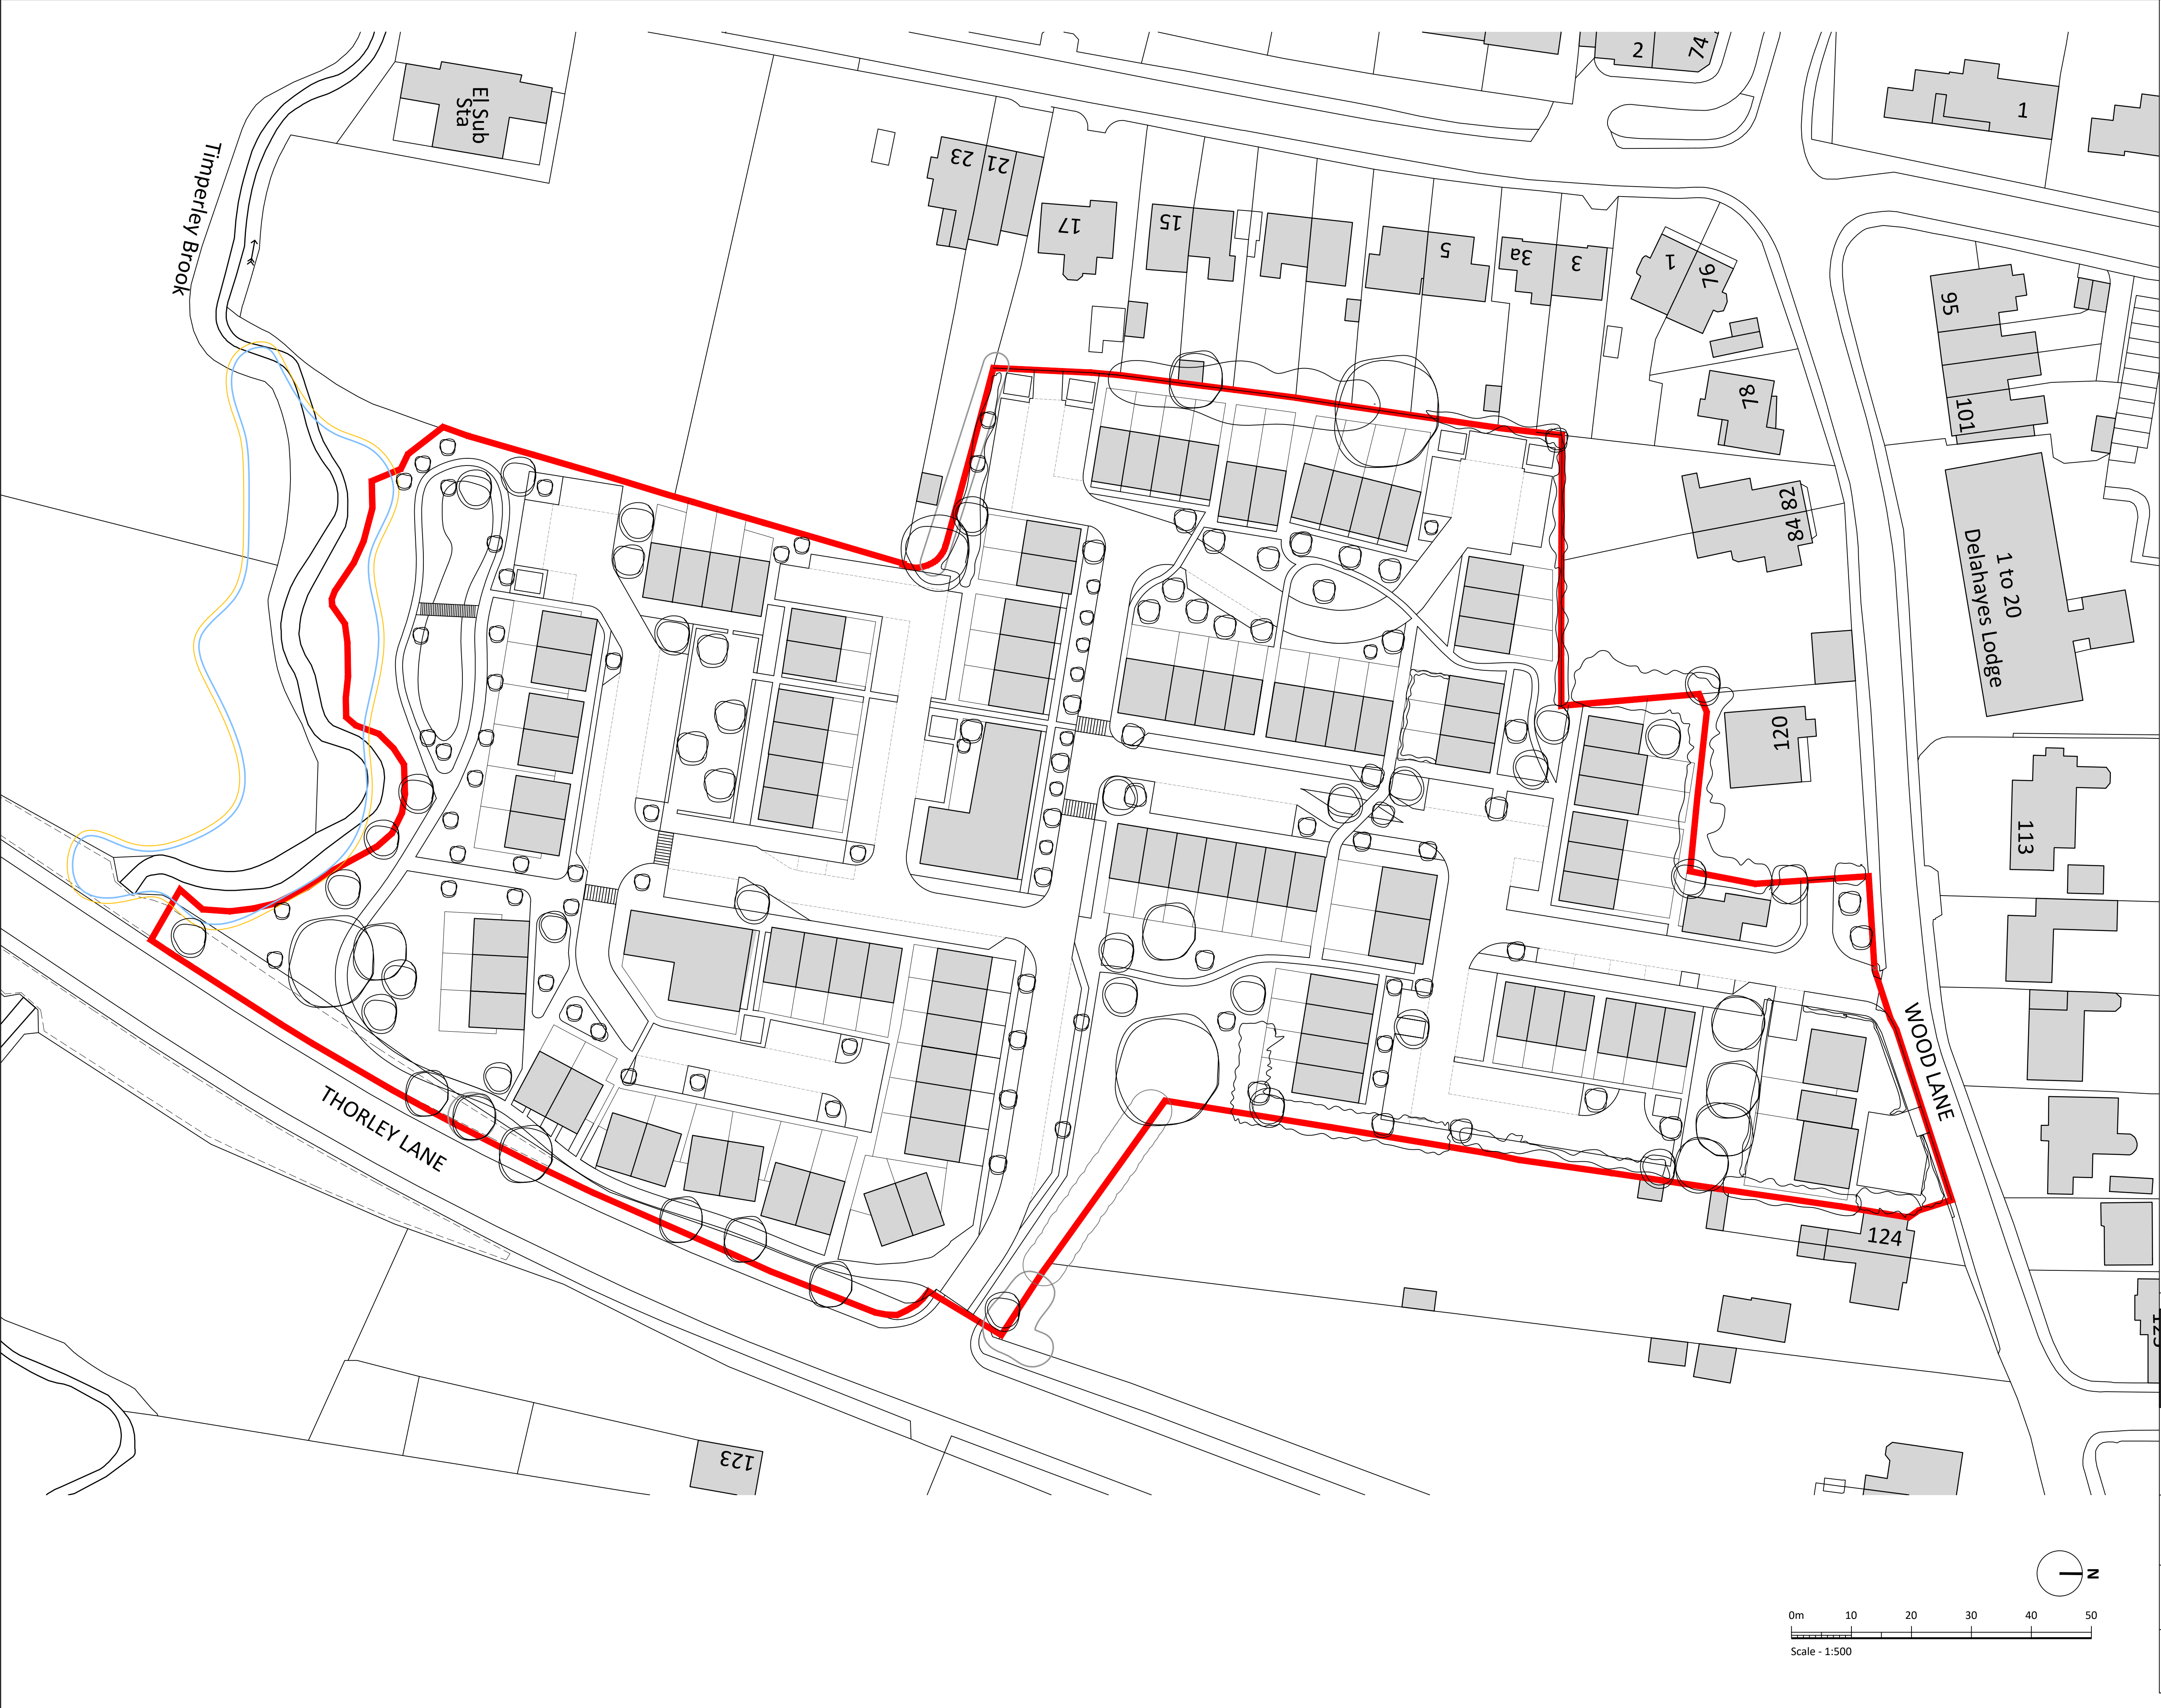 2
74
1
El Sub
Sta
23
21
17
15
5
3a
3
1
76
Timperley Brook
95
101
78
82
84
1 to 20
Delahayes Lodge
120
113
WOOD LANE
THORLEY LANE
124
123
N
0m 10 20 30 40 50
Scale - 1:500